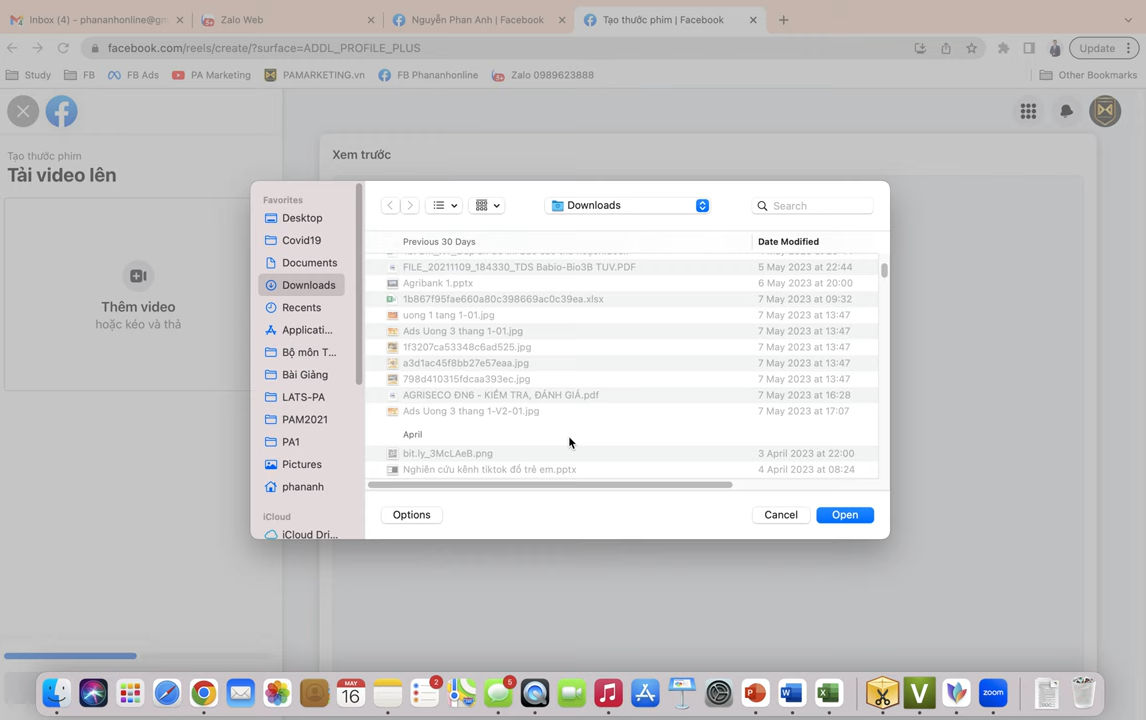 Inbox (4) - phananhonline@gm
Zalo Web
Nguyễn Phan Anh | Facebook
Tạo thước phim | Facebook
facebook.com/reels/create/?surface=ADDL_PROFILE_PLUS
Update
Study
FB
FB Ads
PA Marketing
PAMARKETING.vn
FB Phananhonline
Zalo 0989623888
Other Bookmarks
Tạo thước phim
Tải video lên
Xem trước
Thêm video
hoặc kéo và thả
Favorites
Desktop
Covid19
Documents
Downloads
Recents
Applicati...
Bộ môn T...
Bài Giảng
LATS-PA
PAM2021
PA1
Pictures
phananh
iCloud
iCloud Dri...
Downloads
Search
Previous 30 Days
Date Modified
FILE_20211109_184330_TDS Babio-Bio3B TUV.PDF
5 May 2023 at 22:44
Agribank 1.pptx
6 May 2023 at 20:00
1b867f95fae660a80c398669ac0c39ea.xlsx
7 May 2023 at 09:32
uong 1 tang 1-01.jpg
7 May 2023 at 13:47
Ads Uong 3 thang 1-01.jpg
7 May 2023 at 13:47
1f3207ca53348c6ad525.jpg
7 May 2023 at 13:47
a3d1ac45f8bb27e57eaa.jpg
7 May 2023 at 13:47
798d410315fdcaa393ec.jpg
7 May 2023 at 13:47
AGRISECO ĐN6 - KIỂM TRA, ĐÁNH GIÁ.pdf
7 May 2023 at 16:28
Ads Uong 3 thang 1-V2-01.jpg
7 May 2023 at 17:07
April
bit.ly_3McLAeB.png
3 April 2023 at 22:00
Nghiên cứu kênh tiktok đồ trẻ em.pptx
4 April 2023 at 08:24
Options
Cancel
Open
MAY
16
2
5
zoom